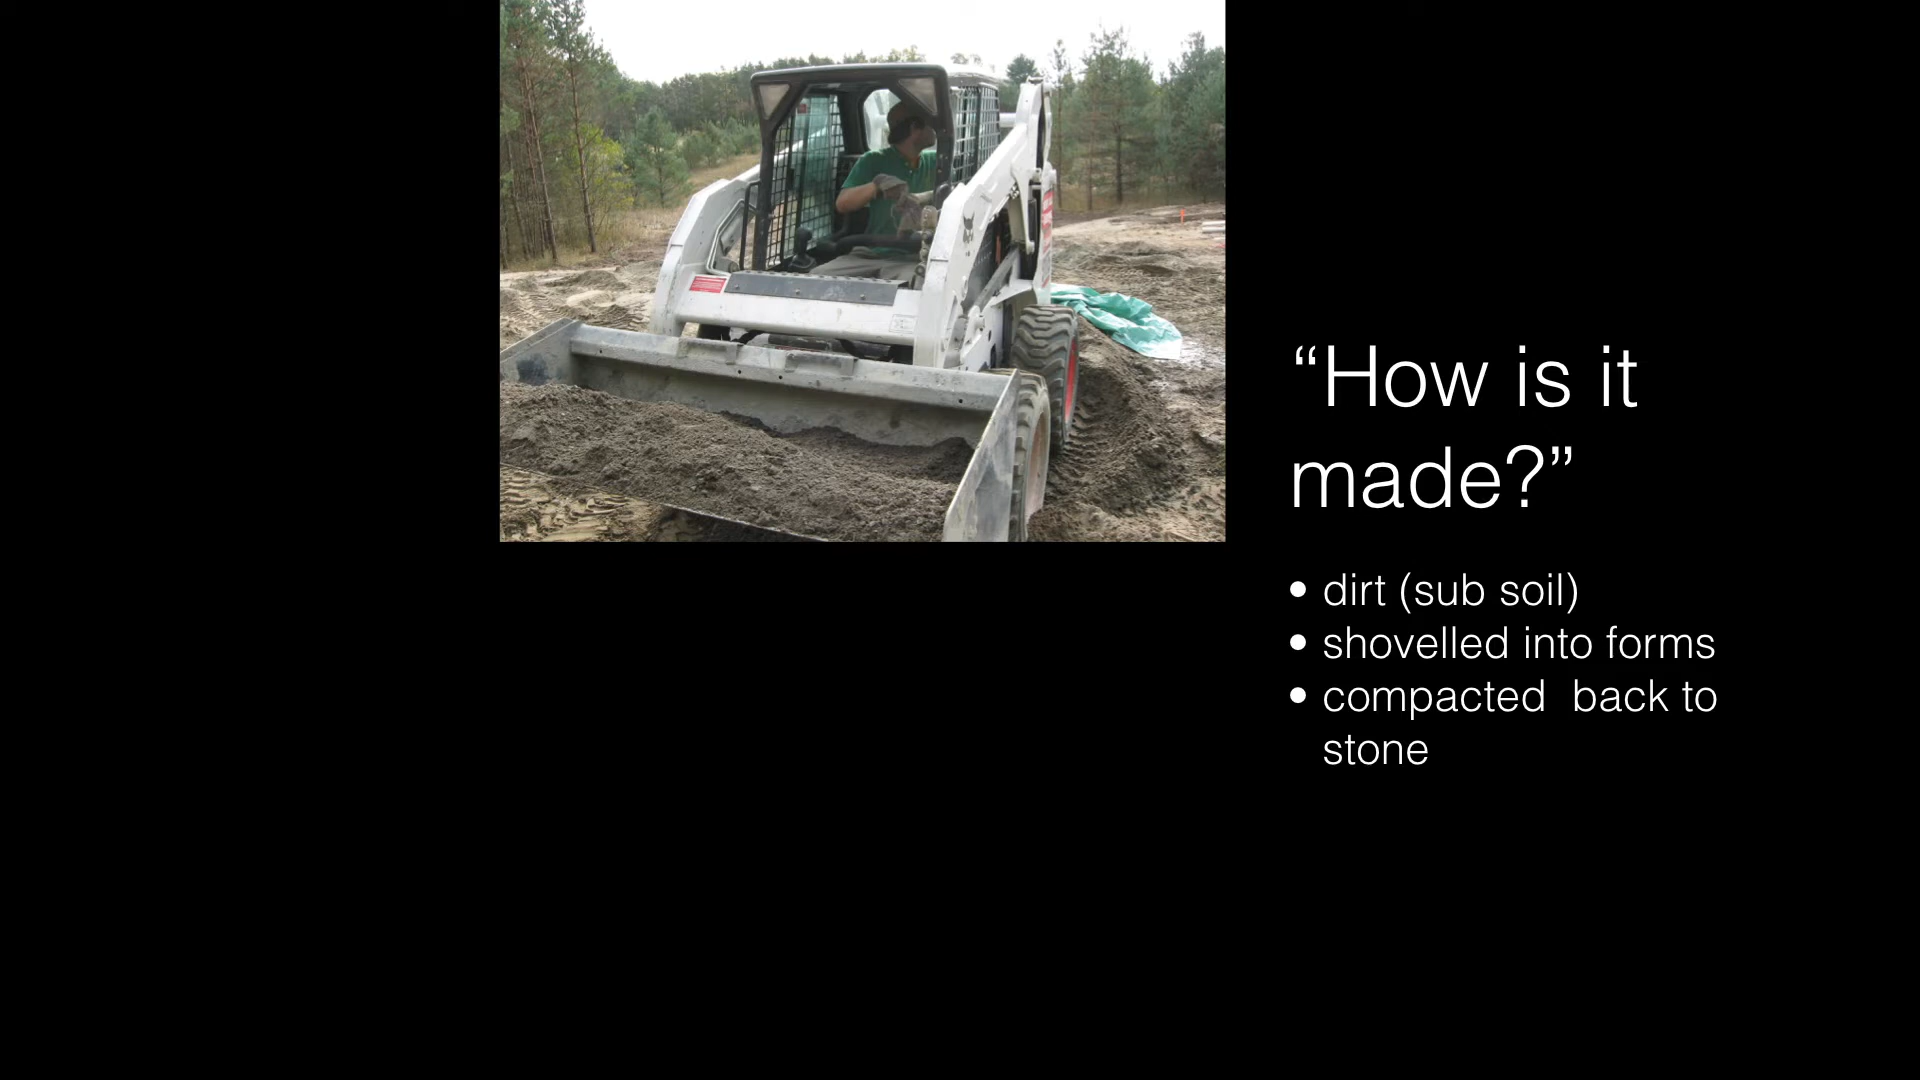 “How is it
made?”
• dirt (sub soil)
• shovelled into forms
• compacted  back to
stone